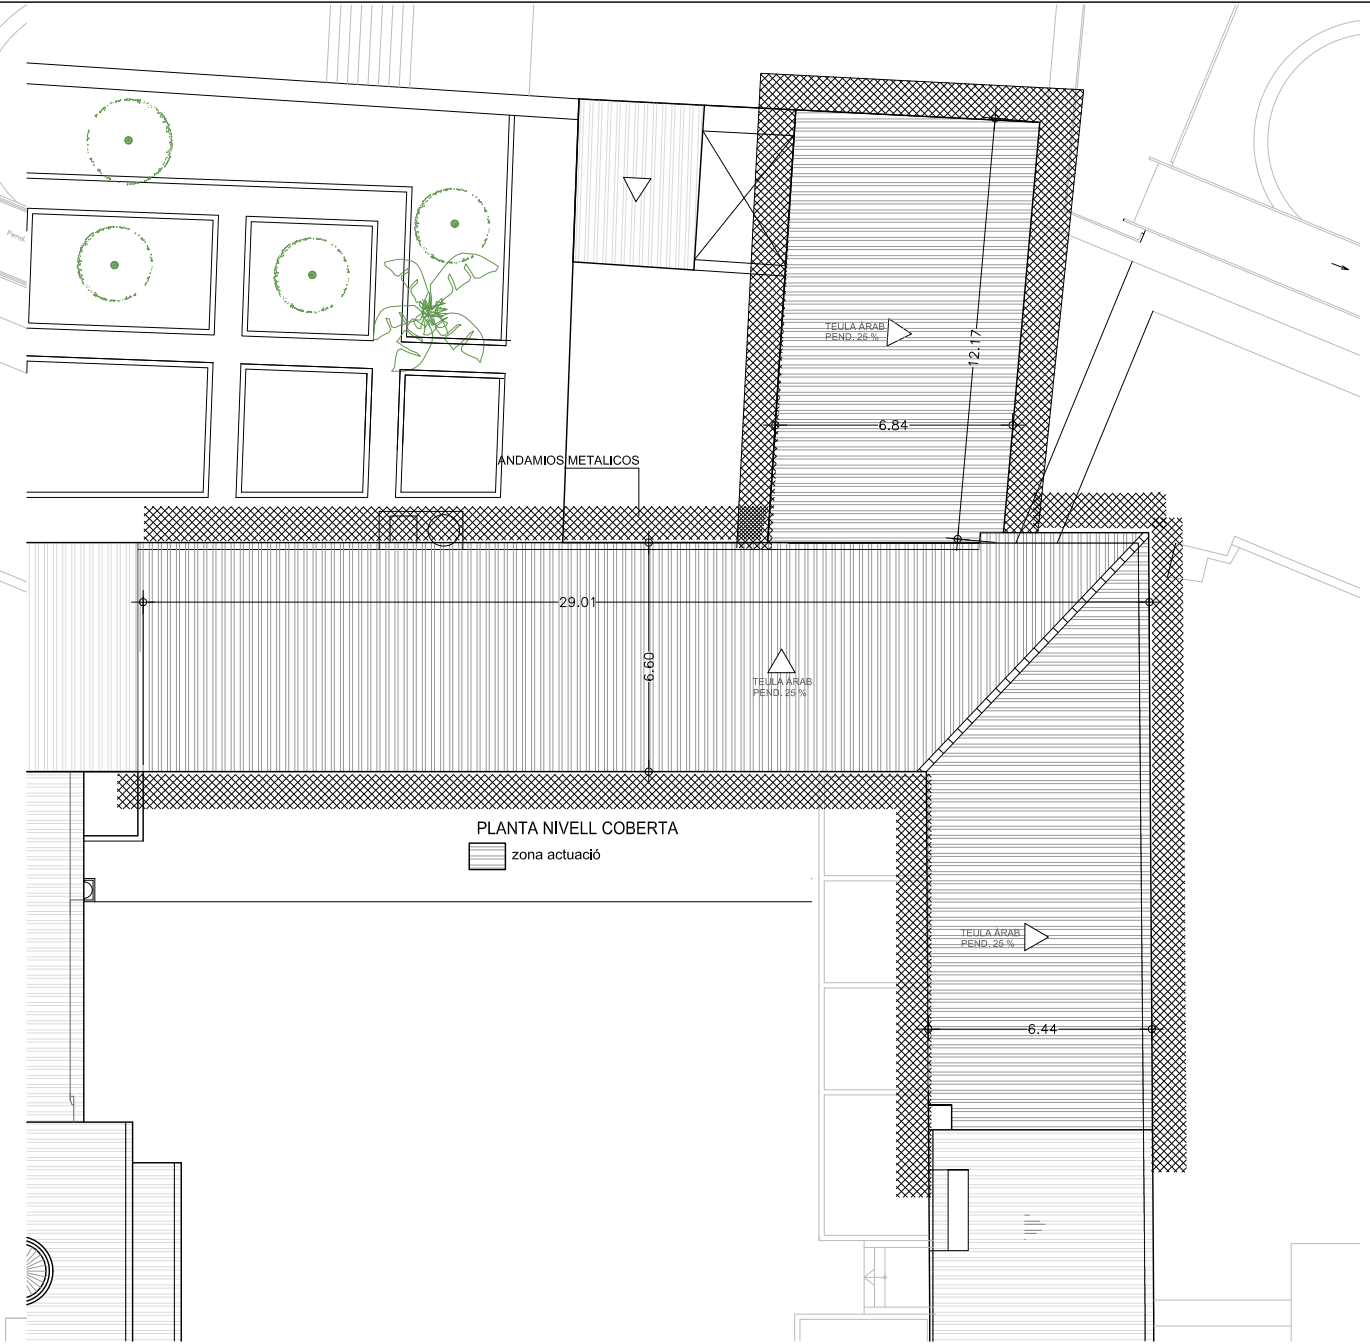 Pend.
TEULA ÀRAB
PEND. 25 %
12.17
6.84
ANDAMIOS METALICOS
29.01
6.60
TEULA ÀRAB
PEND. 25 %
PLANTA NIVELL COBERTA
zona actuació
TEULA ÀRAB
PEND. 25 %
6.44